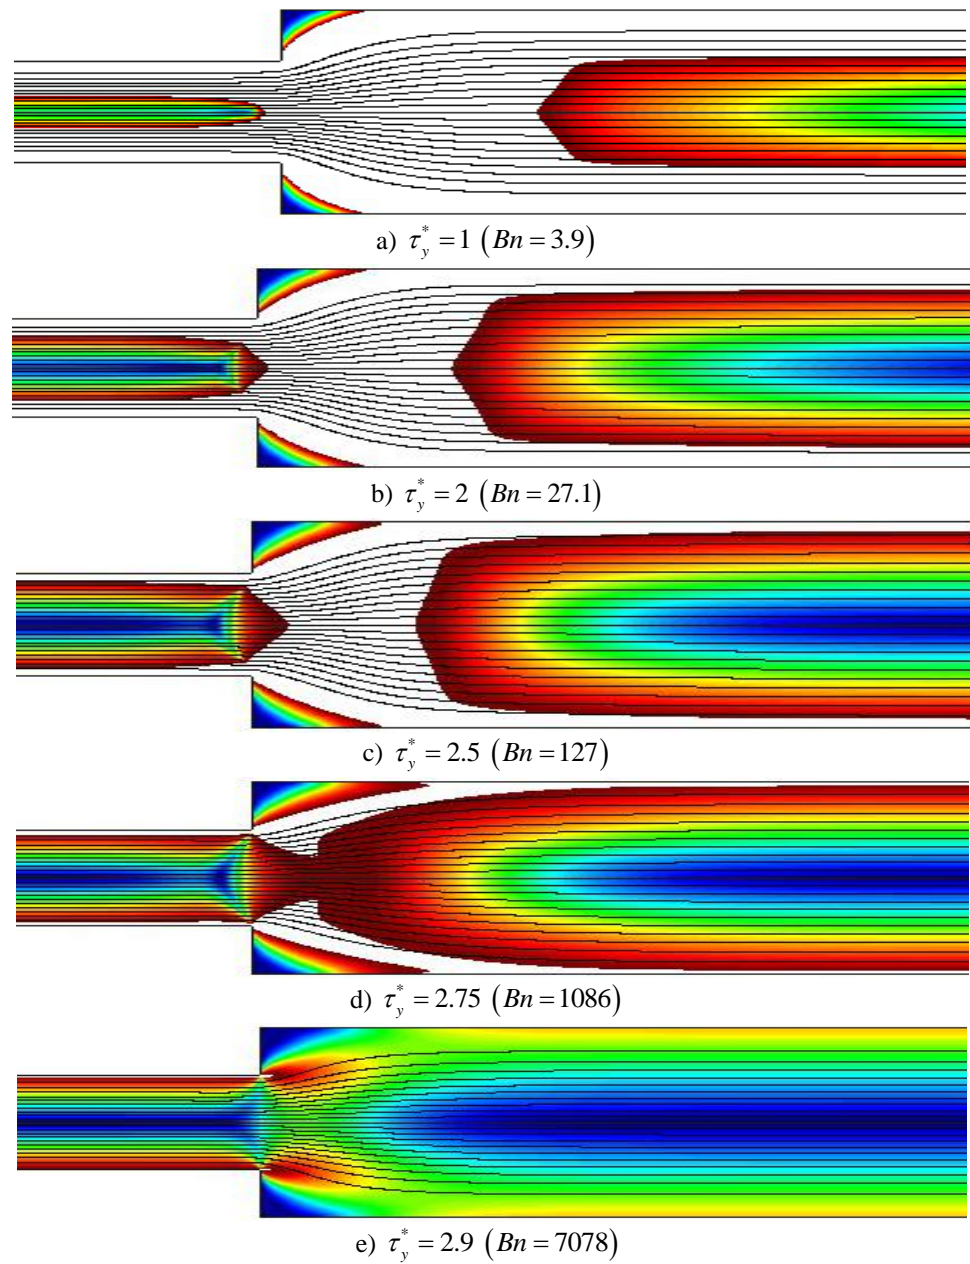 a) τ*y = 1 (Bn = 3.9)
b) τ*y = 2 (Bn = 27.1)
c) τ*y = 2.5 (Bn = 127)
d) τ*y = 2.75 (Bn = 1086)
e) τ*y = 2.9 (Bn = 7078)